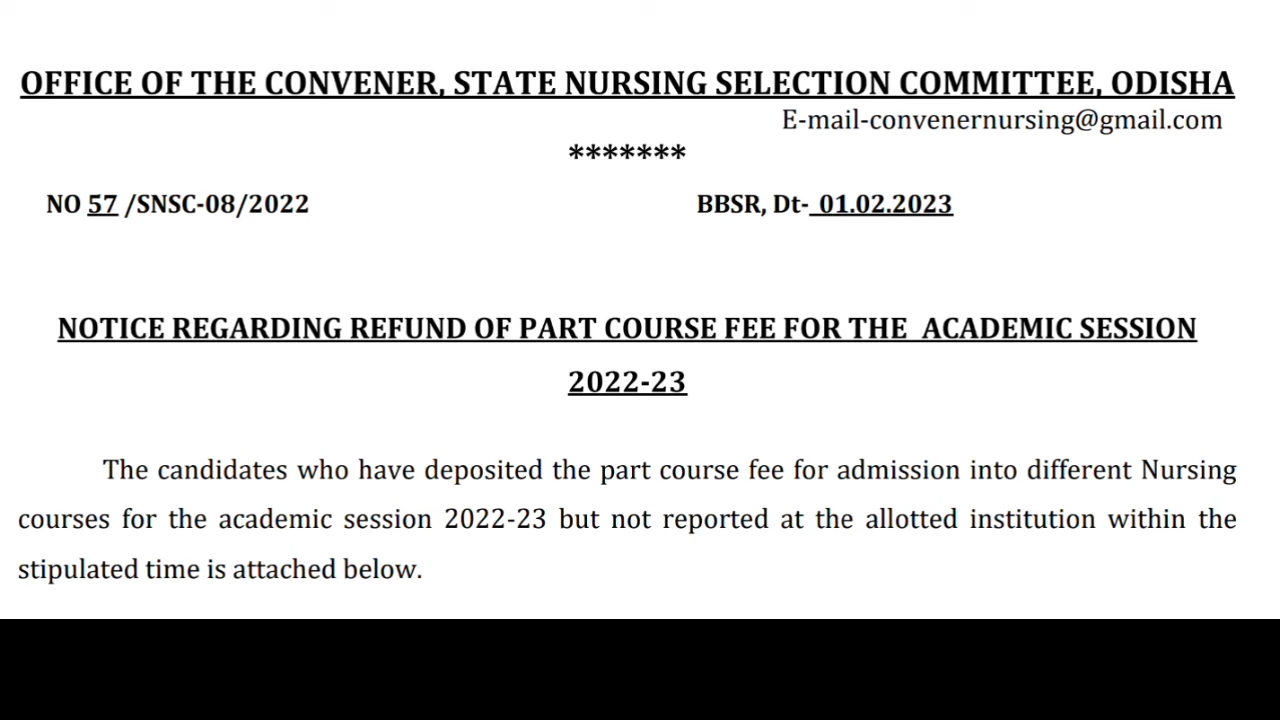 OFFICE OF THE CONVENER, STATE NURSING SELECTION COMMITTEE, ODISHA
E-mail-convenernursing@gmail.com
*******
NO 57 /SNSC-08/2022 BBSR, Dt- 01.02.2023
NOTICE REGARDING REFUND OF PART COURSE FEE FOR THE ACADEMIC SESSION
2022-23
The candidates who have deposited the part course fee for admission into different Nursing
courses for the academic session 2022-23 but not reported at the allotted institution within the
stipulated time is attached below.